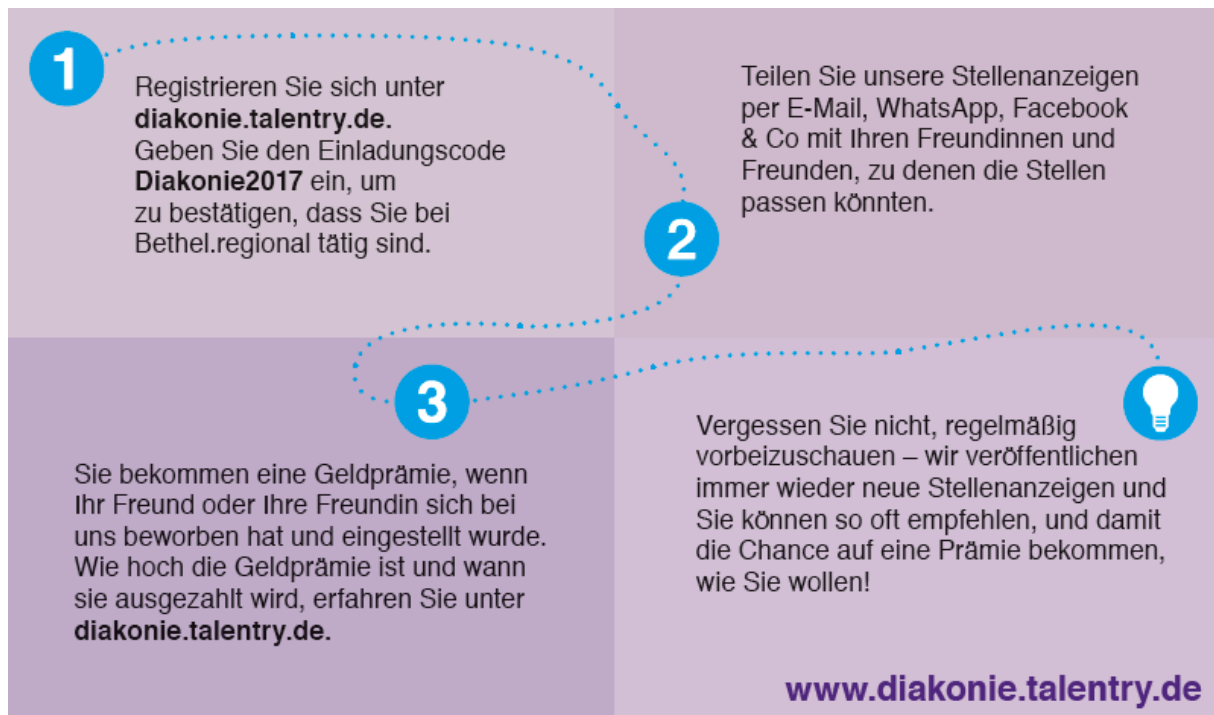 1
Registrieren Sie sich unter
diakonie.talentry.de.
Geben Sie den Einladungscode
Diakonie2017 ein, um
zu bestätigen, dass Sie bei
Bethel.regional tätig sind.
2
Teilen Sie unsere Stellenanzeigen
per E-Mail, WhatsApp, Facebook
& Co mit Ihren Freundinnen und
Freunden, zu denen die Stellen
passen könnten.
3
Sie bekommen eine Geldprämie, wenn
Ihr Freund oder Ihre Freundin sich bei
uns beworben hat und eingestellt wurde.
Wie hoch die Geldprämie ist und wann
sie ausgezahlt wird, erfahren Sie unter
diakonie.talentry.de.
Vergessen Sie nicht, regelmäßig
vorbeizuschauen – wir veröffentlichen
immer wieder neue Stellenanzeigen und
Sie können so oft empfehlen, und damit
die Chance auf eine Prämie bekommen,
wie Sie wollen!
www.diakonie.talentry.de